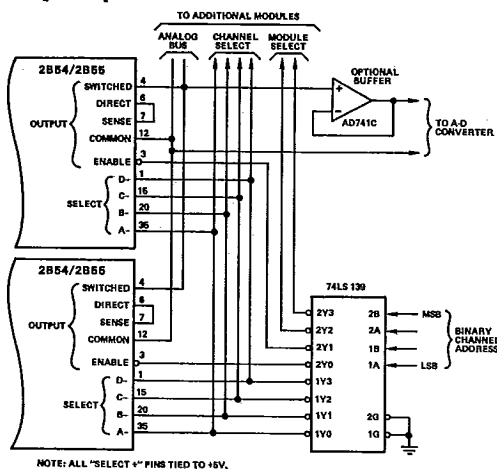 TO ADDITIONAL MODULES
ANALOG BUS
CHANNEL SELECT
MODULE SELECT
2B54/2B55
OUTPUT
SWITCHED 4
DIRECT 6
SENSE 7
COMMON 12
ENABLE 3
SELECT
D- 1
C- 15
B- 20
A- 35
OPTIONAL BUFFER
+
-
AD741C
TO A-D CONVERTER
2B54/2B55
OUTPUT
SWITCHED 4
DIRECT 6
SENSE 7
COMMON 12
ENABLE 3
SELECT
D- 1
C- 15
B- 20
A- 35
74LS 139
2Y3
2Y2
2Y1
2Y0
1Y3
1Y2
1Y1
1Y0
2B MSB
2A
1B
1A LSB
2G
1G
BINARY CHANNEL ADDRESS
NOTE: ALL "SELECT +" PINS TIED TO +5V.